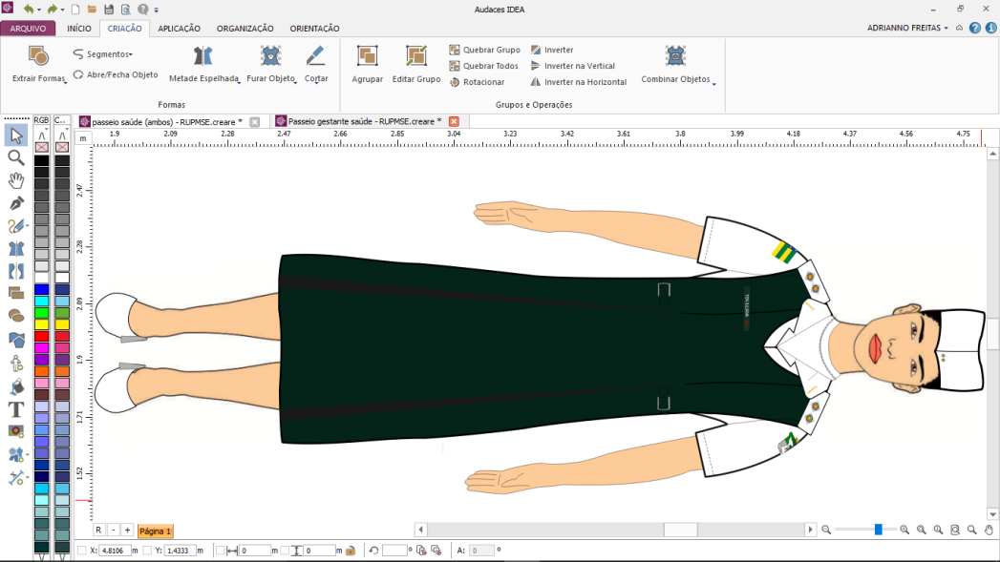 Audaces IDEA
ARQUIVO INÍCIO CRIAÇÃO APLICAÇÃO ORGANIZAÇÃO ORIENTAÇÃO ADRIANNO FREITAS
Extrair Formas
Segmentos
Abre/Fecha Objeto
Metade Espelhada
Furar Objeto
Cortar
Formas
Agrupar
Editar Grupo
Quebrar Grupo
Quebrar Todos
Rotacionar
Inverter
Inverter na Vertical
Inverter na Horizontal
Combinar Objetos
Grupos e Operações
RGB C...
passeio saúde (ambos) - RUPMSE.creare *
Passeio gestante saúde - RUPMSE.creare *
m 1.9 2.09 2.28 2.47 2.66 2.85 3.04 3.23 3.42 3.61 3.8 3.99 4.18 4.37 4.56 4.75
2.47
2.28
2.09
1.9
1.71
1.52
R - + Página 1
X: 4,8106 m Y: 1,4333 m 0 m 0 m ° A: 0 °